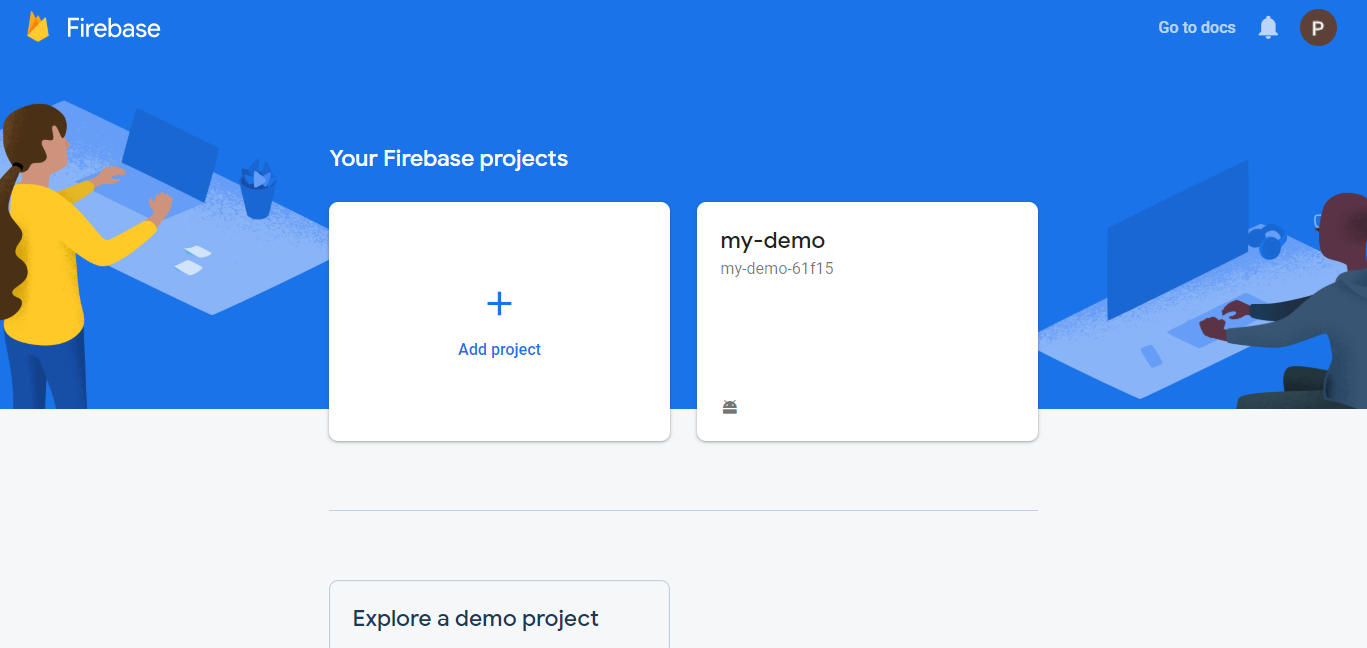 Firebase
Go to docs
P
Your Firebase projects
Add project
my-demo
my-demo-61f15
Explore a demo project